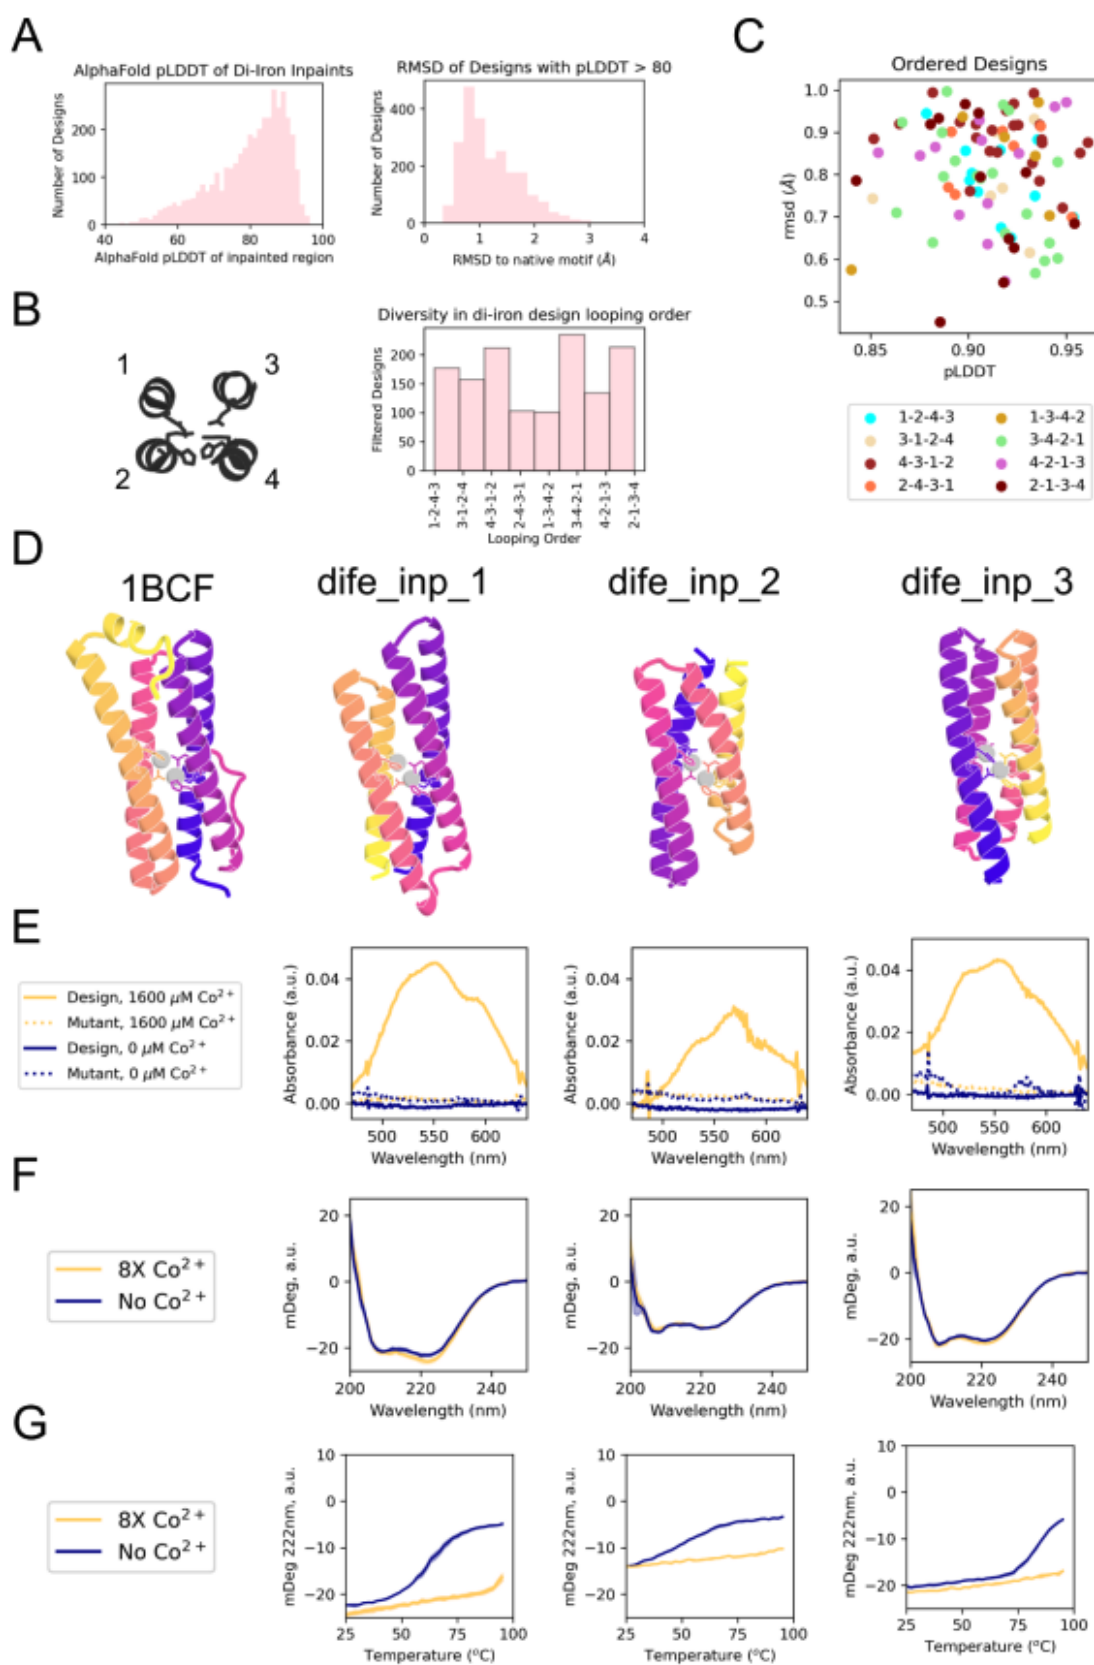 A
AlphaFold pLDDT of Di-Iron Inpaints
Number of Designs
200
100
0
40 60 80 100
AlphaFold pLDDT of inpainted region
RMSD of Designs with pLDDT > 80
Number of Designs
400
200
0
0 1 2 3 4
RMSD to native motif (Å)
C
Ordered Designs
rmsd (Å)
1.0
0.9
0.8
0.7
0.6
0.5
0.85 0.90 0.95
pLDDT
1-2-4-3 1-3-4-2
3-1-2-4 3-4-2-1
4-3-1-2 4-2-1-3
2-4-3-1 2-1-3-4
B
1 3
2 4
Diversity in di-iron design looping order
Filtered Designs
200
150
100
50
0
1-2-4-3
3-1-2-4
4-3-1-2
2-4-3-1
1-3-4-2
3-4-2-1
4-2-1-3
2-1-3-4
Looping Order
D
1BCF dife_inp_1 dife_inp_2 dife_inp_3
E
Design, 1600 μM Co2+
Mutant, 1600 μM Co2+
Design, 0 μM Co2+
Mutant, 0 μM Co2+
Absorbance (a.u.)
0.04
0.02
0.00
500 550 600
Wavelength (nm)
Absorbance (a.u.)
0.04
0.02
0.00
500 550 600
Wavelength (nm)
Absorbance (a.u.)
0.04
0.02
0.00
500 550 600
Wavelength (nm)
F
8X Co2+
No Co2+
mDeg, a.u.
20
0
−20
200 220 240
Wavelength (nm)
mDeg, a.u.
20
0
−20
200 220 240
Wavelength (nm)
mDeg, a.u.
20
0
−20
200 220 240
Wavelength (nm)
G
8X Co2+
No Co2+
mDeg 222nm, a.u.
10
0
−10
−20
25 50 75 100
Temperature (ºC)
mDeg 222nm, a.u.
10
0
−10
−20
25 50 75 100
Temperature (ºC)
mDeg 222nm, a.u.
10
0
−10
−20
25 50 75 100
Temperature (ºC)